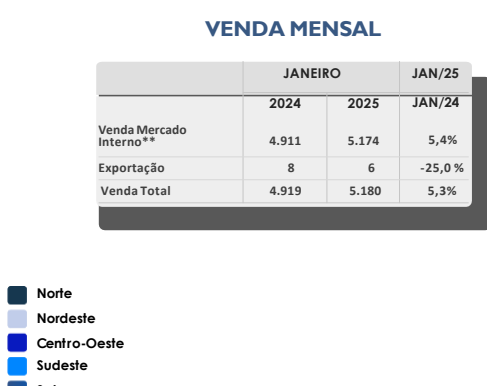 VENDA MENSAL
JANEIRO JAN/25
2024 2025 JAN/24
Venda Mercado
Interno** 4.911 5.174 5,4%
Exportação 8 6 -25,0 %
Venda Total 4.919 5.180 5,3%
Norte
Nordeste
Centro-Oeste
Sudeste